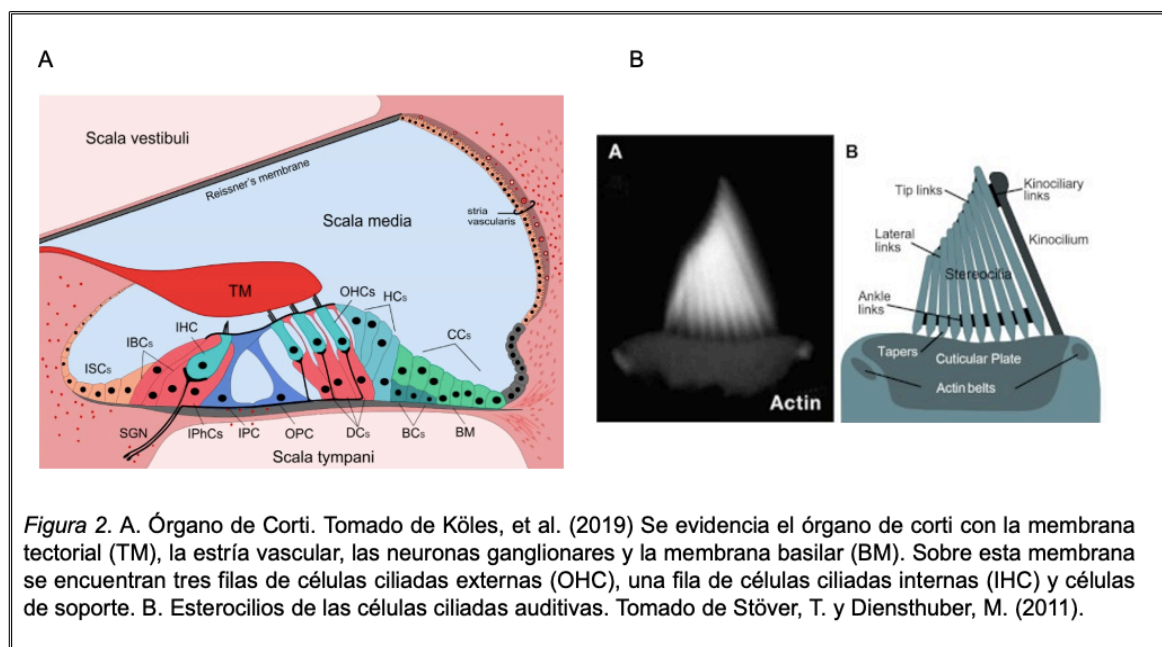 A
B
Scala vestibuli
Reissner's membrane
Scala media
stria
vascularis
TM
OHCs
HCs
IHC
IBCs
CCs
ISCs
SGN
IPhCs
IPC
OPC
DCs
BCs
BM
Scala tympani
A
Actin
B
Tip links
Kinociliary
links
Lateral
links
Kinocilium
Stereocilia
Ankle
links
Tapers
Cuticular Plate
Actin belts
Figura 2. A. Órgano de Corti. Tomado de Köles, et al. (2019) Se evidencia el órgano de corti con la membrana
tectorial (TM), la estría vascular, las neuronas ganglionares y la membrana basilar (BM). Sobre esta membrana
se encuentran tres filas de células ciliadas externas (OHC), una fila de células ciliadas internas (IHC) y células
de soporte. B. Esterocilios de las células ciliadas auditivas. Tomado de Stöver, T. y Diensthuber, M. (2011).